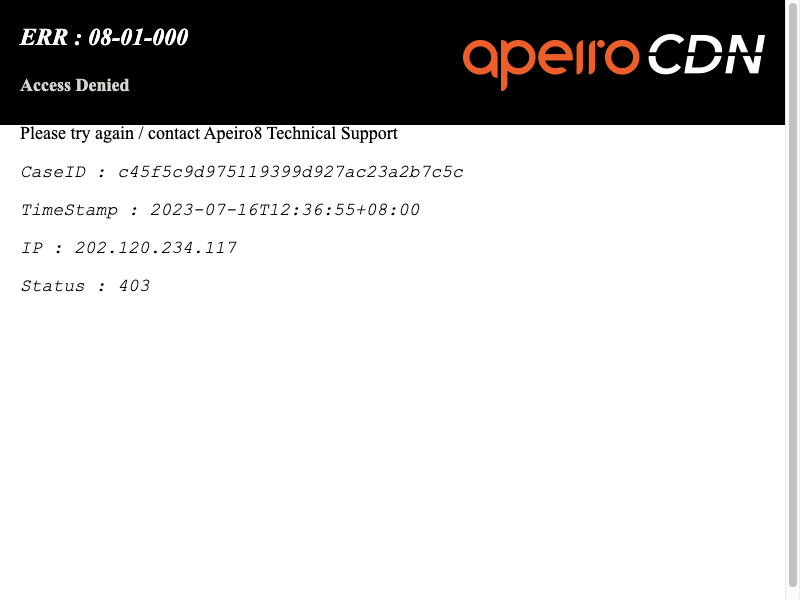 ERR : 08-01-000
apeiro CDN
Access Denied
Please try again / contact Apeiro8 Technical Support
CaseID : c45f5c9d975119399d927ac23a2b7c5c
TimeStamp : 2023-07-16T12:36:55+08:00
IP : 202.120.234.117
Status : 403